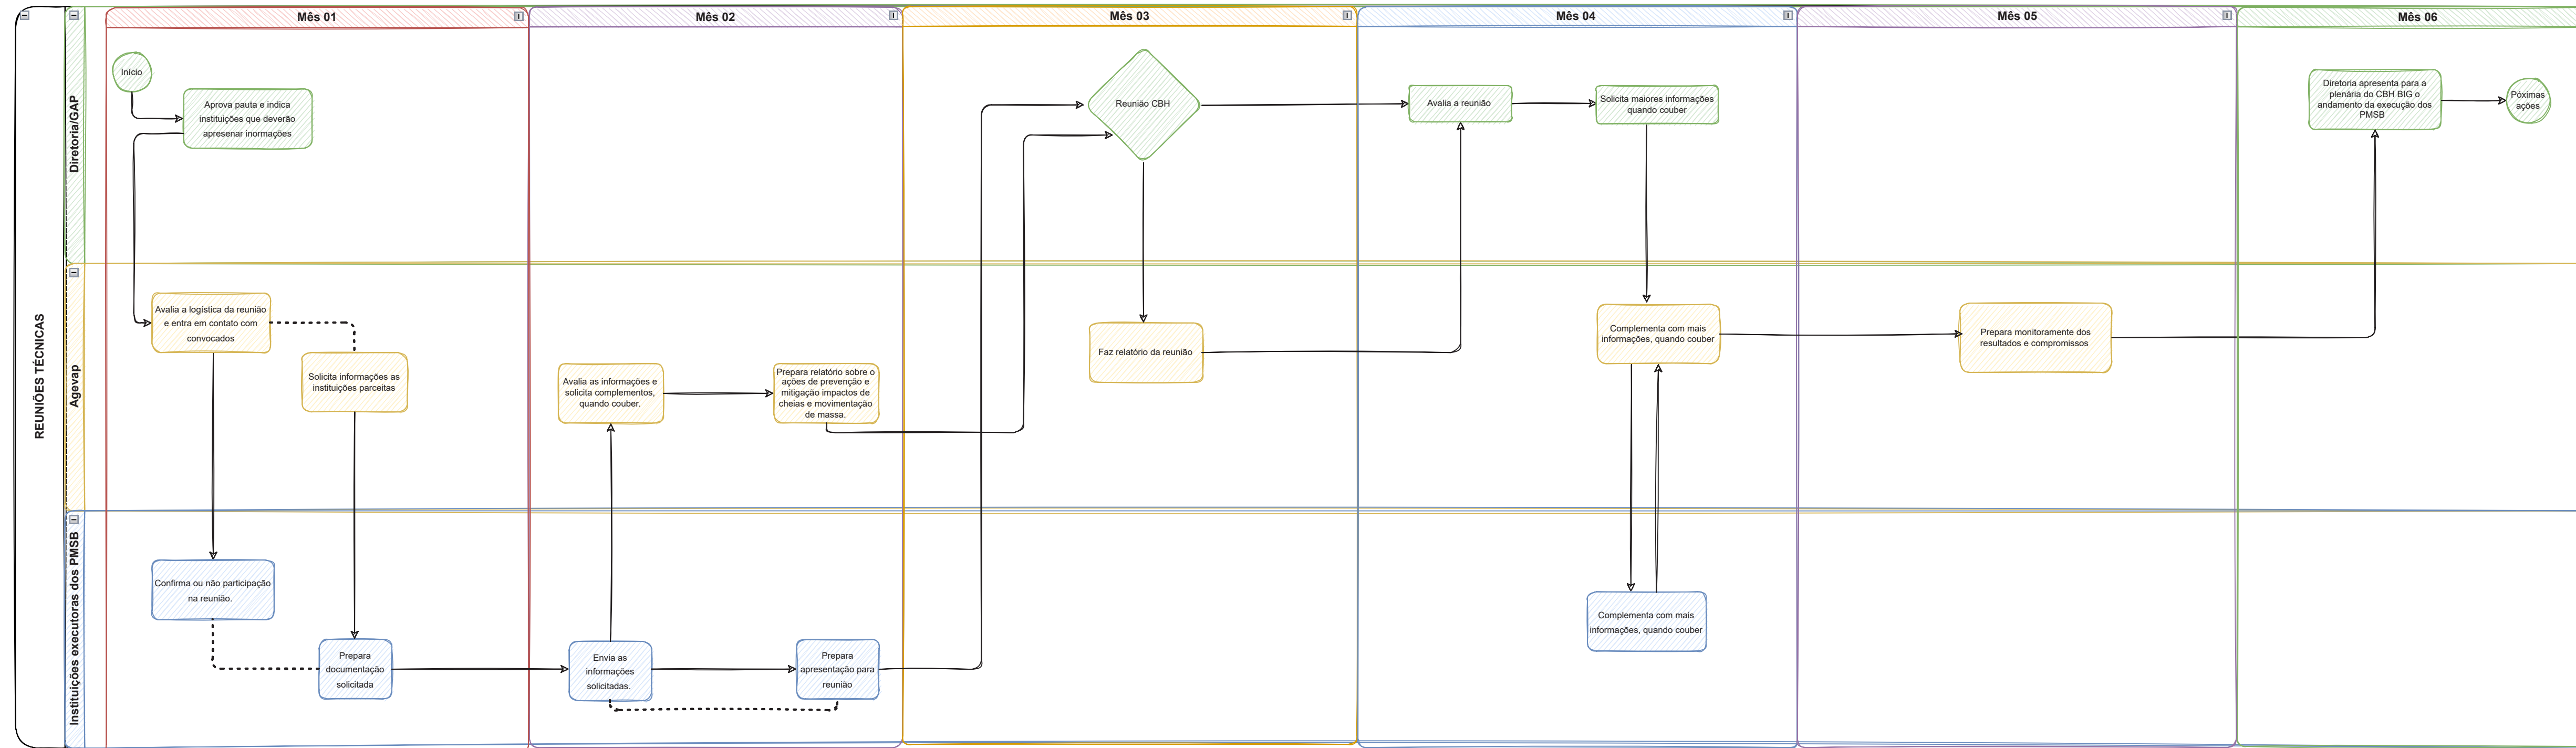 Mês 01
Mês 02
Mês 03
Mês 04
Mês 05
Mês 06
REUNIÕES TÉCNICAS
Diretoria/GAP
Início
Aprova pauta e indica
instituições que deverão
apresenar inormações
Reunião CBH
Avalia a reunião
Solicita maiores informações
quando couber
Diretoria apresenta para a
plenária do CBH BIG o
andamento da execução dos
PMSB
Póximas
ações
Agevap
Avalia a logística da reunião
e entra em contato com
convocados
Solicita informações as
instituições parceitas
Avalia as informações e
solicita complementos,
quando couber.
Prepara relatório sobre o
ações de prevenção e
mitigação impactos de
cheias e movimentação
de massa.
Faz relatório da reunião
Complementa com mais
informações, quando couber
Prepara monitoramente dos
resultados e compromissos
Instituições executoras dos PMSB
Confirma ou não participação
na reunião.
Prepara
documentação
solicitada
Envia as
informações
solicitadas.
Prepara
apresentação para
reunião
Complementa com mais
informações, quando couber